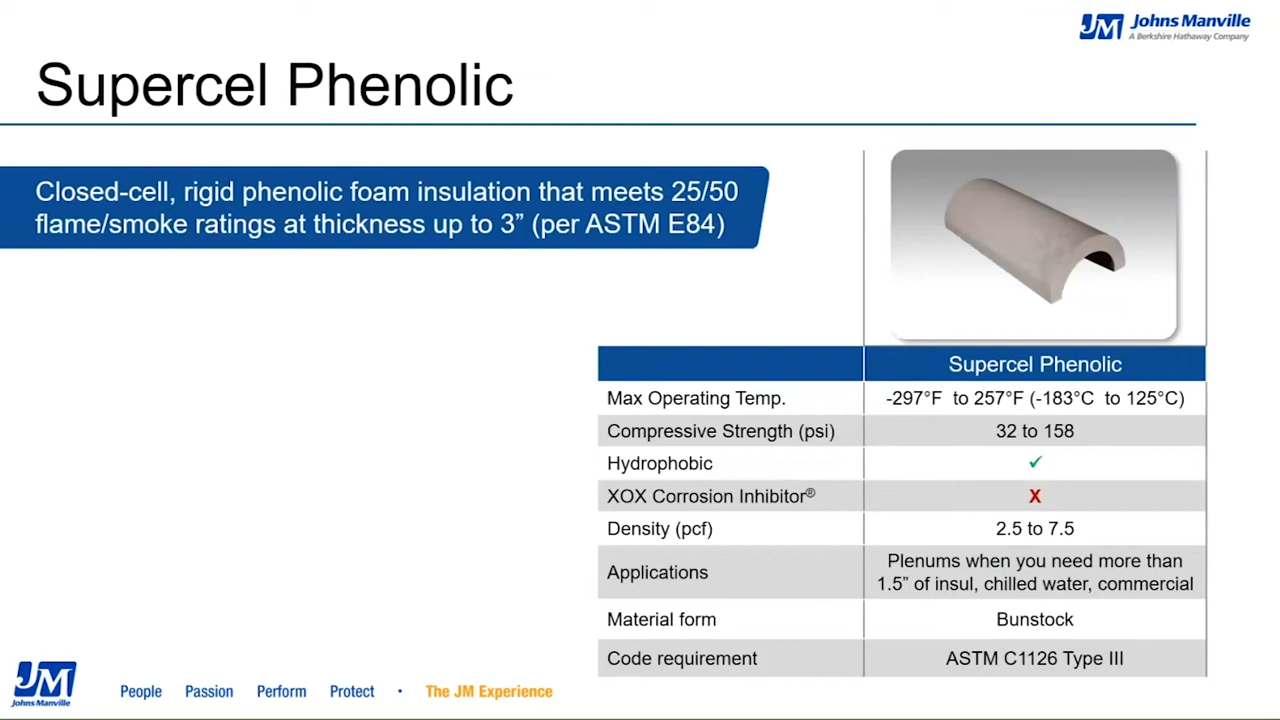 JM Johns Manville
A Berkshire Hathaway Company
Supercel Phenolic
Closed-cell, rigid phenolic foam insulation that meets 25/50
flame/smoke ratings at thickness up to 3” (per ASTM E84)
Supercel Phenolic
Max Operating Temp. -297°F to 257°F (-183°C to 125°C)
Compressive Strength (psi) 32 to 158
Hydrophobic ✓
XOX Corrosion Inhibitor® X
Density (pcf) 2.5 to 7.5
Applications Plenums when you need more than
1.5” of insul, chilled water, commercial
Material form Bunstock
Code requirement ASTM C1126 Type III
JM
Johns Manville
People Passion Perform Protect • The JM Experience